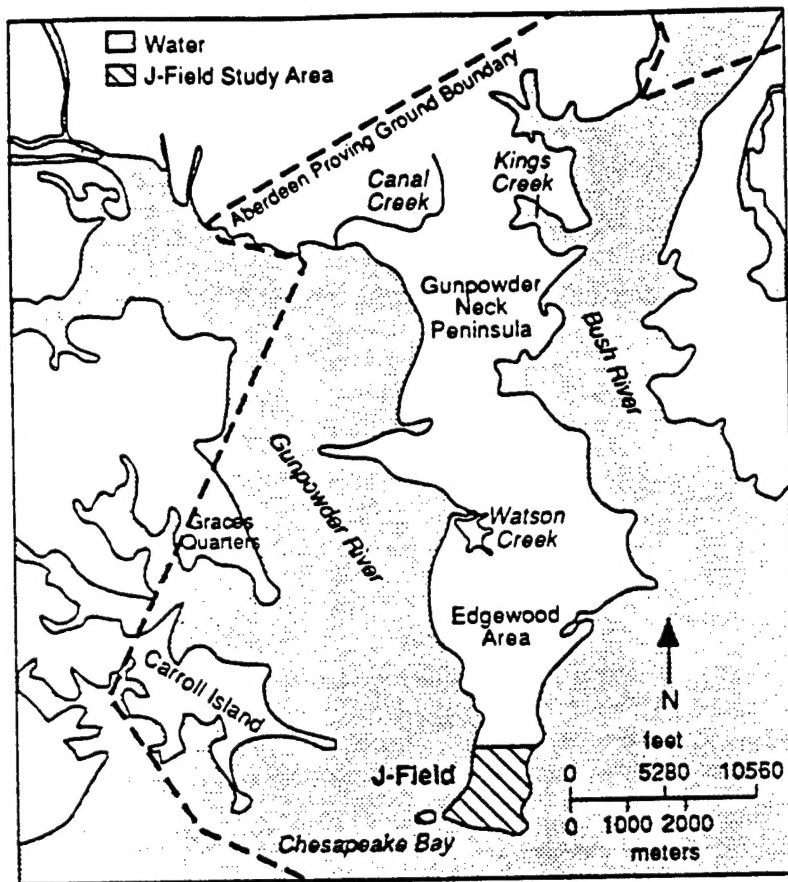 Water
J-Field Study Area
Aberdeen Proving Ground Boundary
Canal
Creek
Kings
Creek
Gunpowder
Neck
Peninsula
Bush River
Gunpowder River
Graces
Quarters
Watson
Creek
Edgewood
Area
Carroll Island
N
feet
J-Field
0 5280 10560
0 1000 2000
meters
Chesapeake Bay